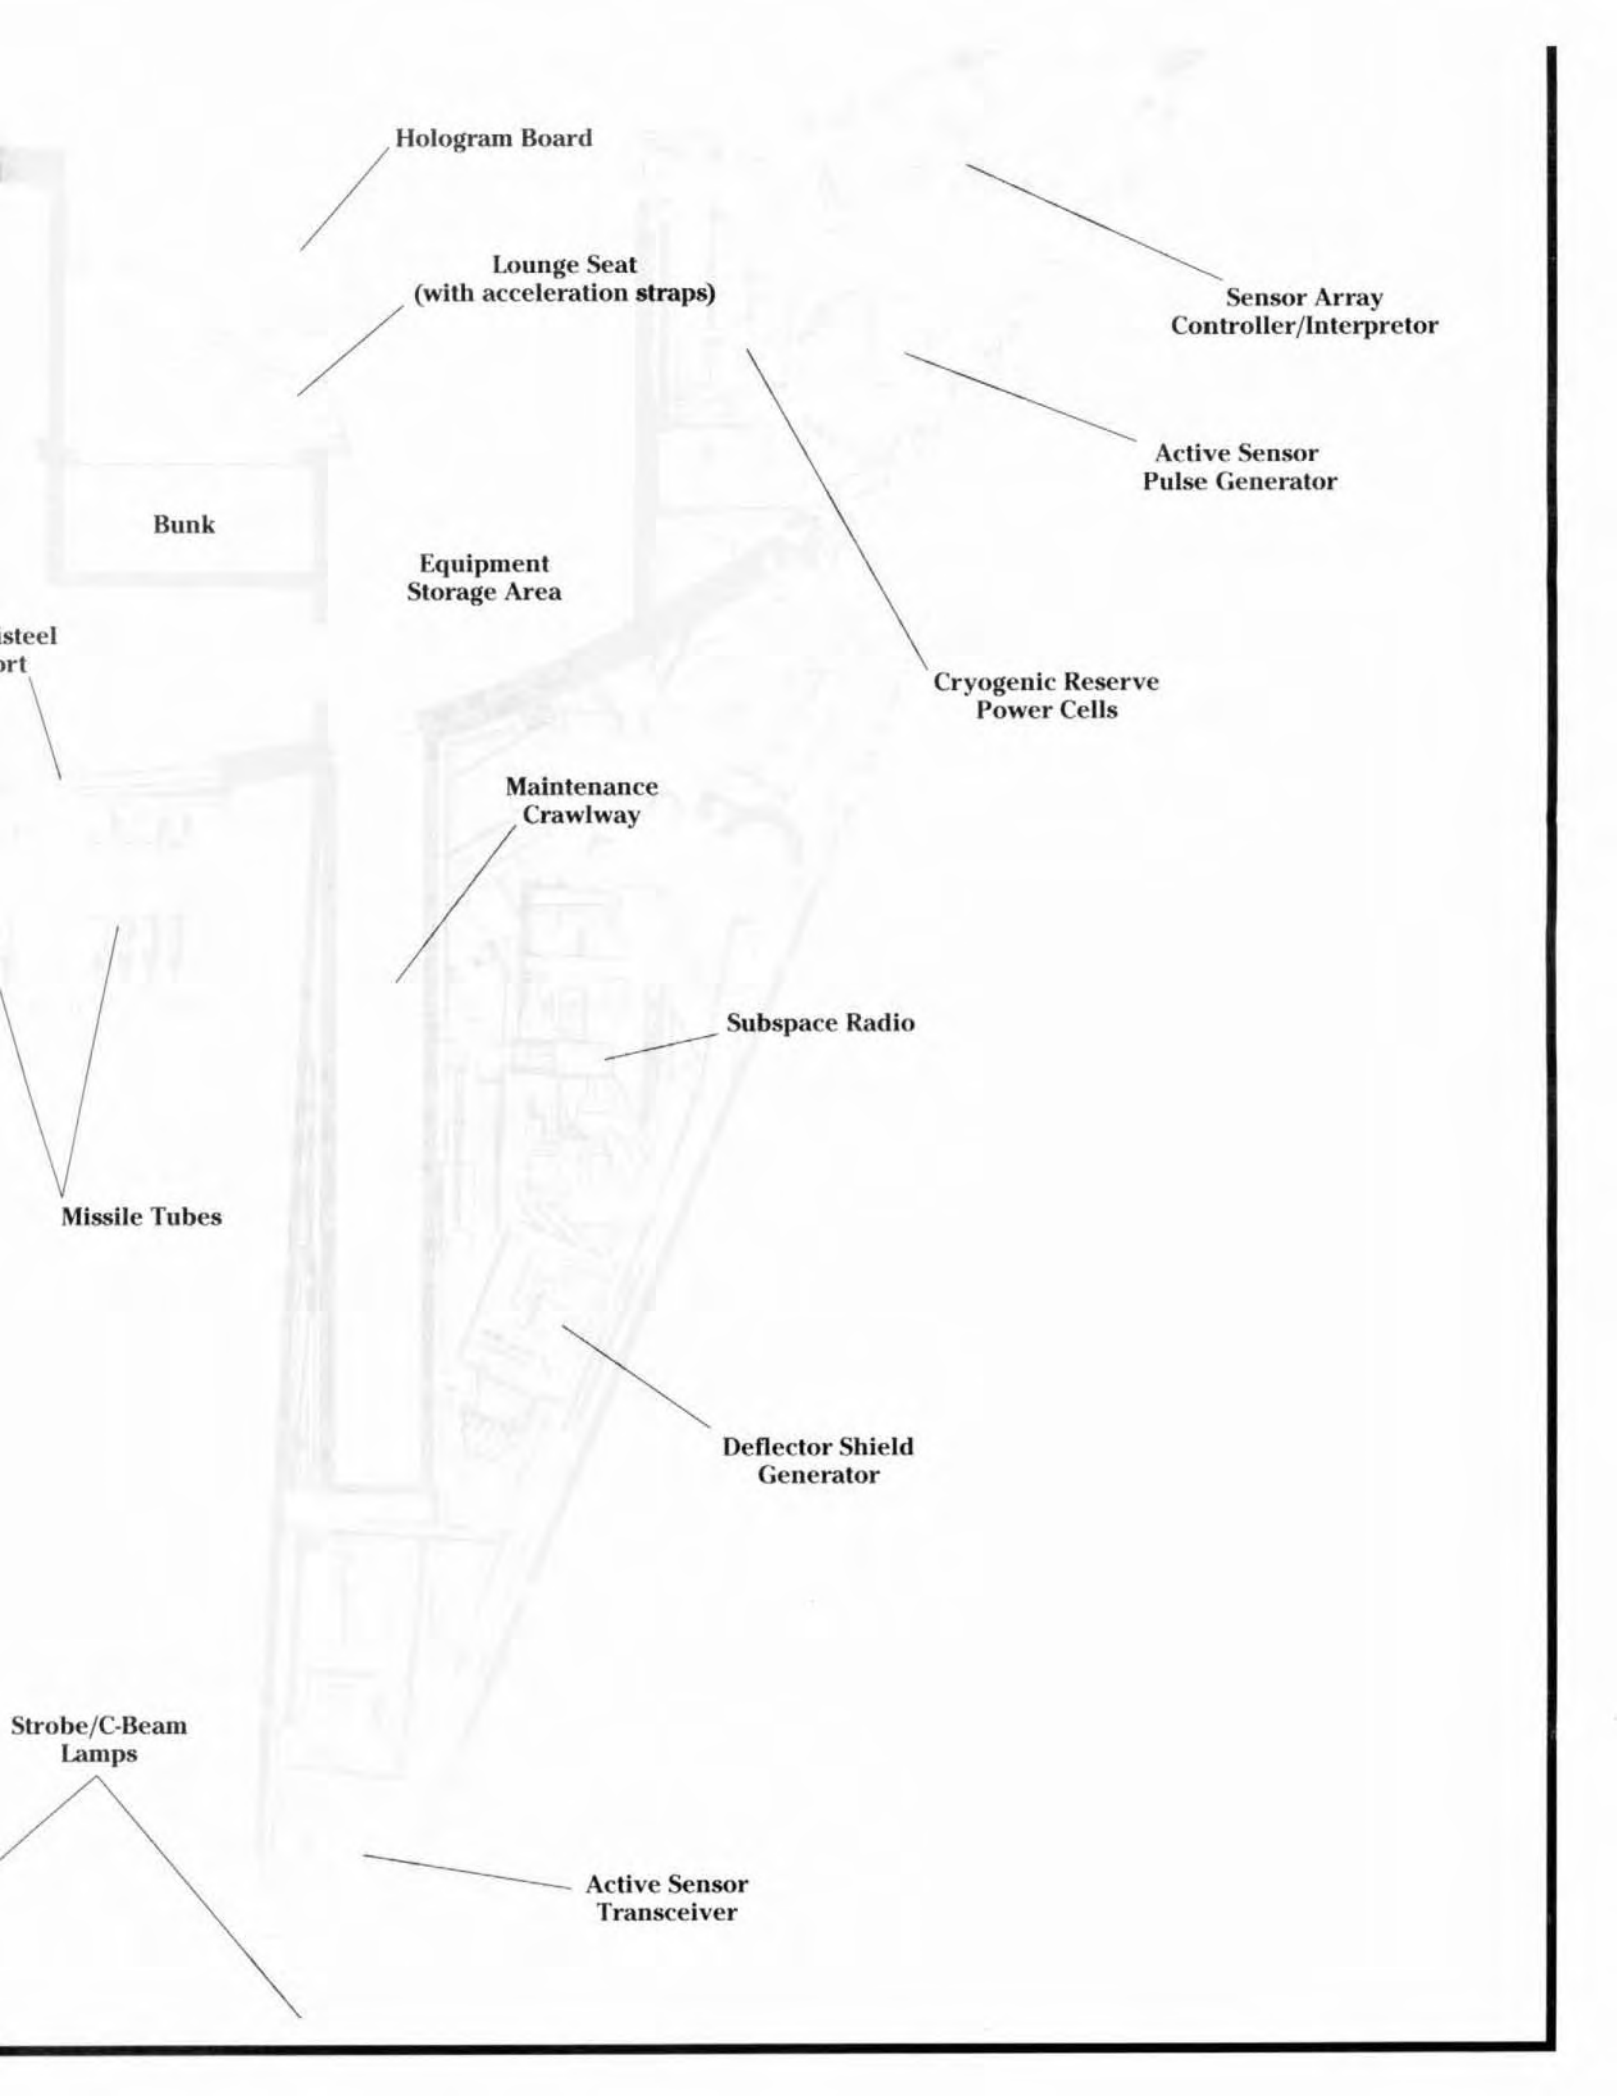 Hologram Board
Lounge Seat
(with acceleration straps)
Sensor Array
Controller/Interpretor
Active Sensor
Pulse Generator
Bunk
Equipment
Storage Area
isteel
ort
Cryogenic Reserve
Power Cells
Maintenance
Crawlway
Subspace Radio
Missile Tubes
Deflector Shield
Generator
Strobe/C-Beam
Lamps
Active Sensor
Transceiver